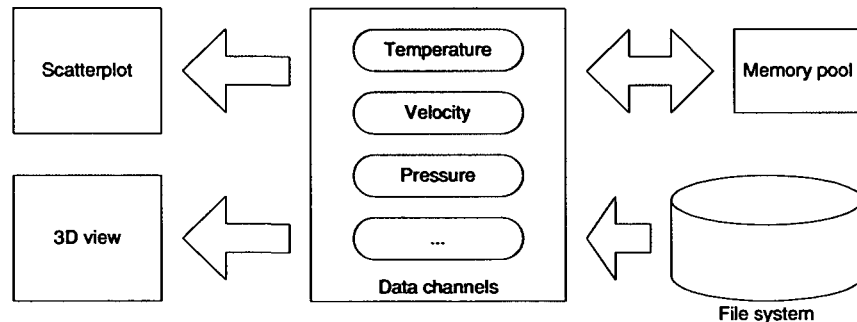 Scatterplot
Temperature
Memory pool
Velocity
Pressure
3D view
...
Data channels
File system